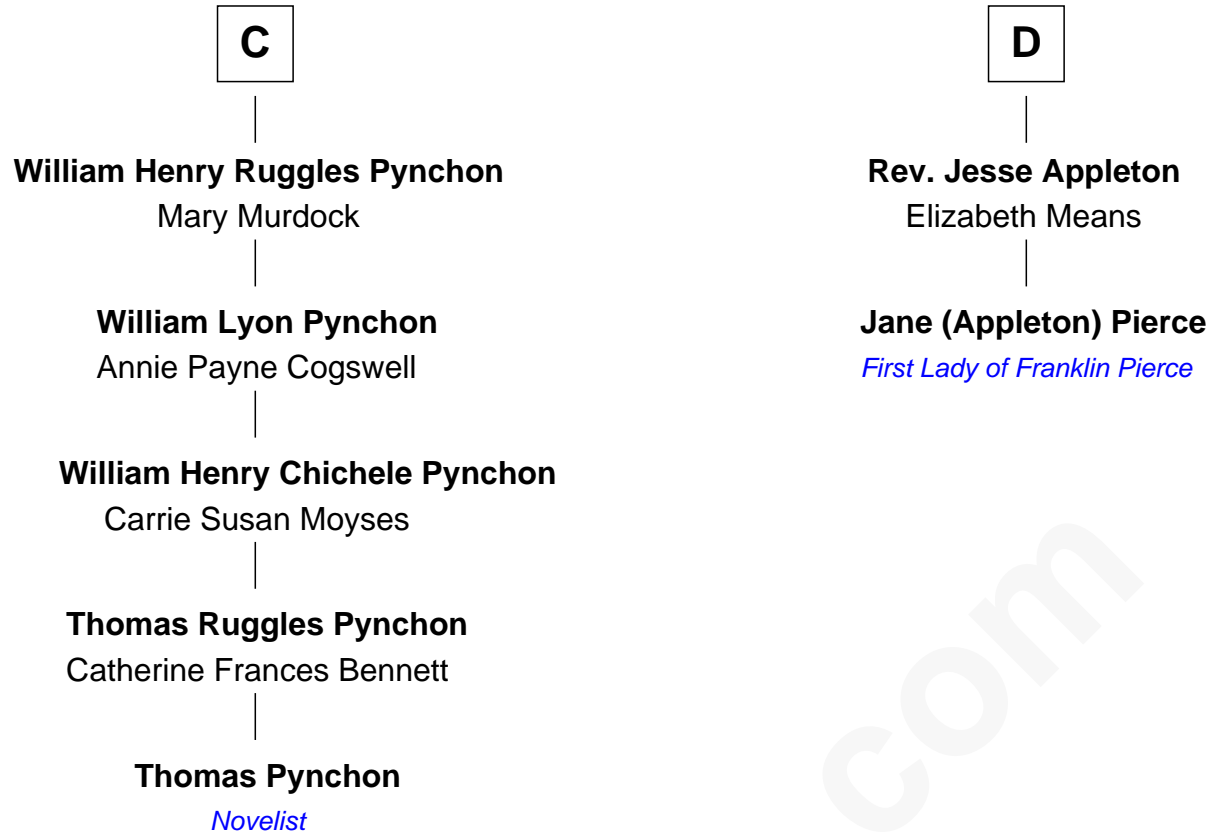 C
William Henry Ruggles Pynchon
Mary Murdock
William Lyon Pynchon
Annie Payne Cogswell
William Henry Chichele Pynchon
Carrie Susan Moyses
Thomas Ruggles Pynchon
Catherine Frances Bennett
Thomas Pynchon
Novelist
D
Rev. Jesse Appleton
Elizabeth Means
Jane (Appleton) Pierce
First Lady of Franklin Pierce
com